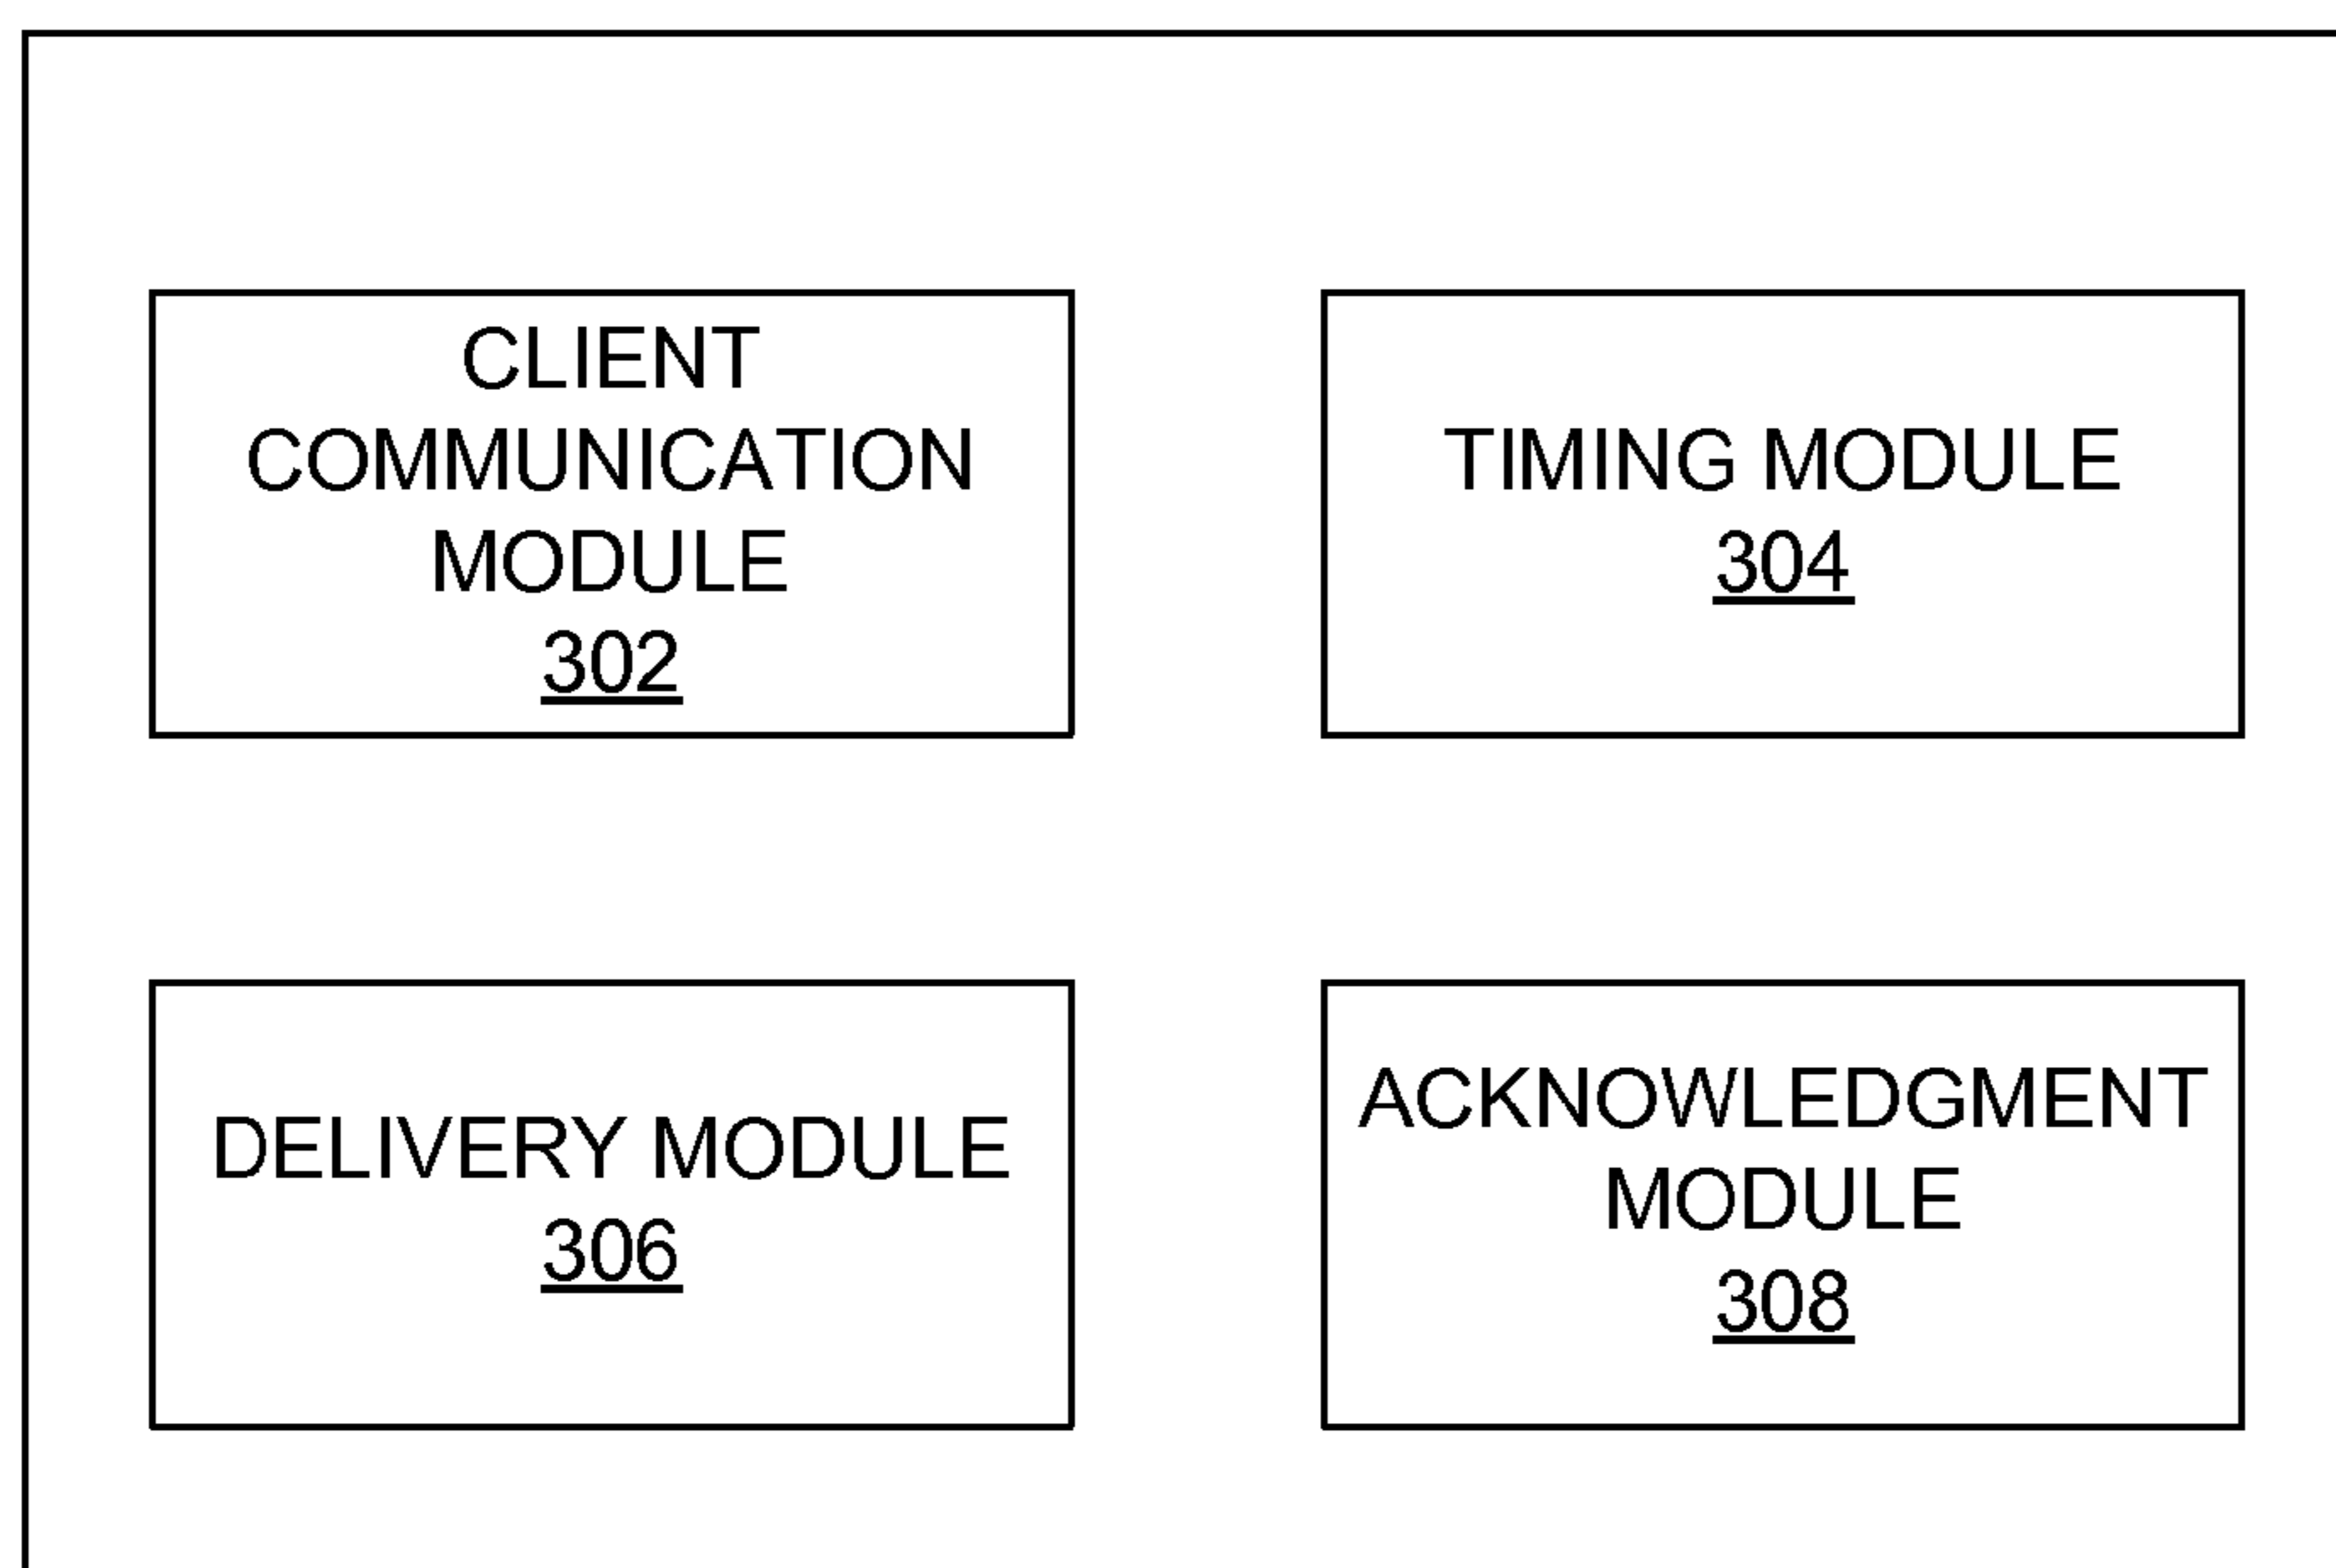 CLIENT
COMMUNICATION
MODULE
302
TIMING MODULE
304
DELIVERY MODULE
306
ACKNOWLEDGMENT
MODULE
308